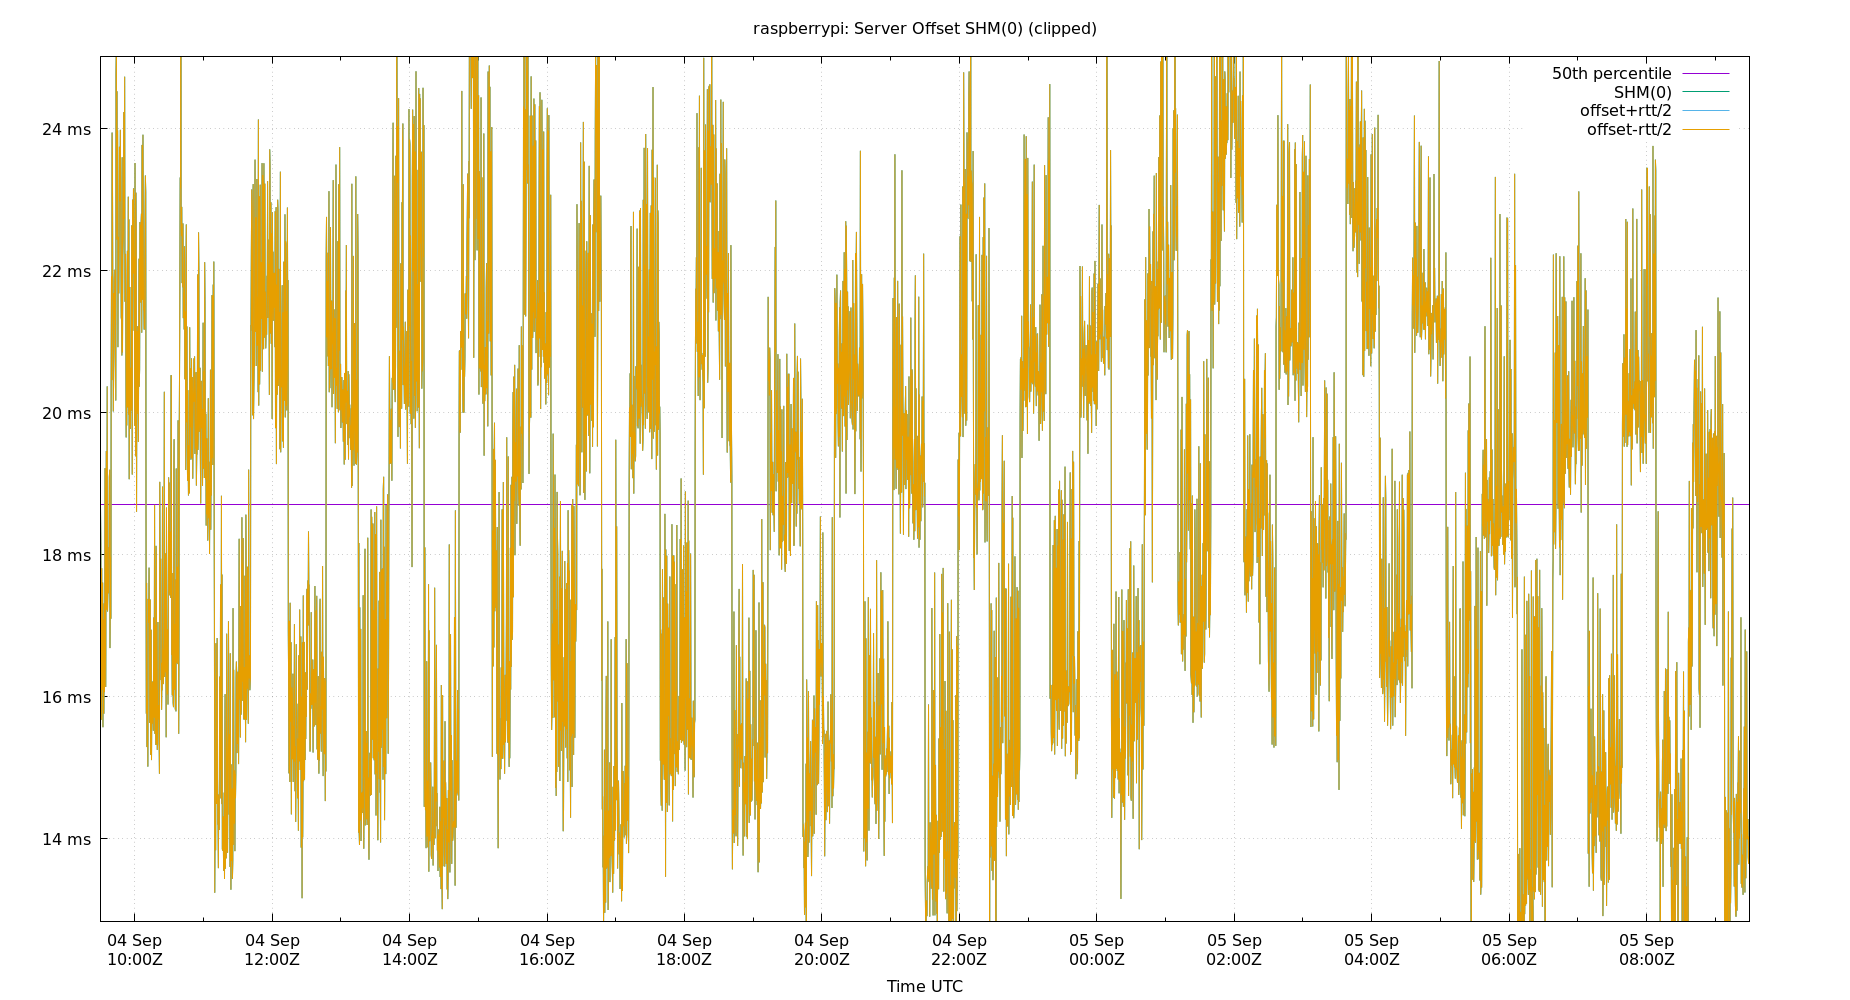 raspberrypi: Server Offset SHM(0) (clipped)
50th percentile
SHM(0)
offset+rtt/2
offset-rtt/2
24 ms
22 ms
20 ms
18 ms
16 ms
14 ms
04 Sep 04 Sep 04 Sep 04 Sep 04 Sep 04 Sep 04 Sep 05 Sep 05 Sep 05 Sep 05 Sep 05 Sep
10:00Z 12:00Z 14:00Z 16:00Z 18:00Z 20:00Z 22:00Z 00:00Z 02:00Z 04:00Z 06:00Z 08:00Z
Time UTC